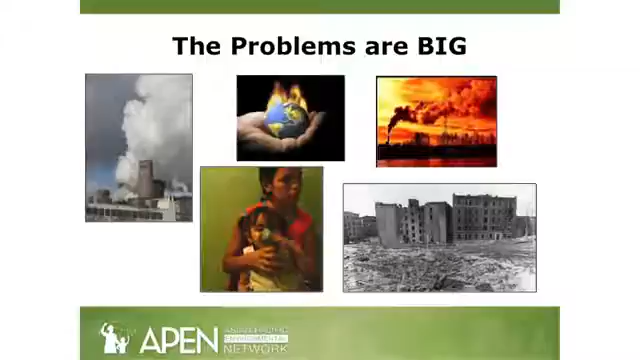 The Problems are BIG
APEN
ASIAN PACIFIC
ENVIRONMENTAL
NETWORK